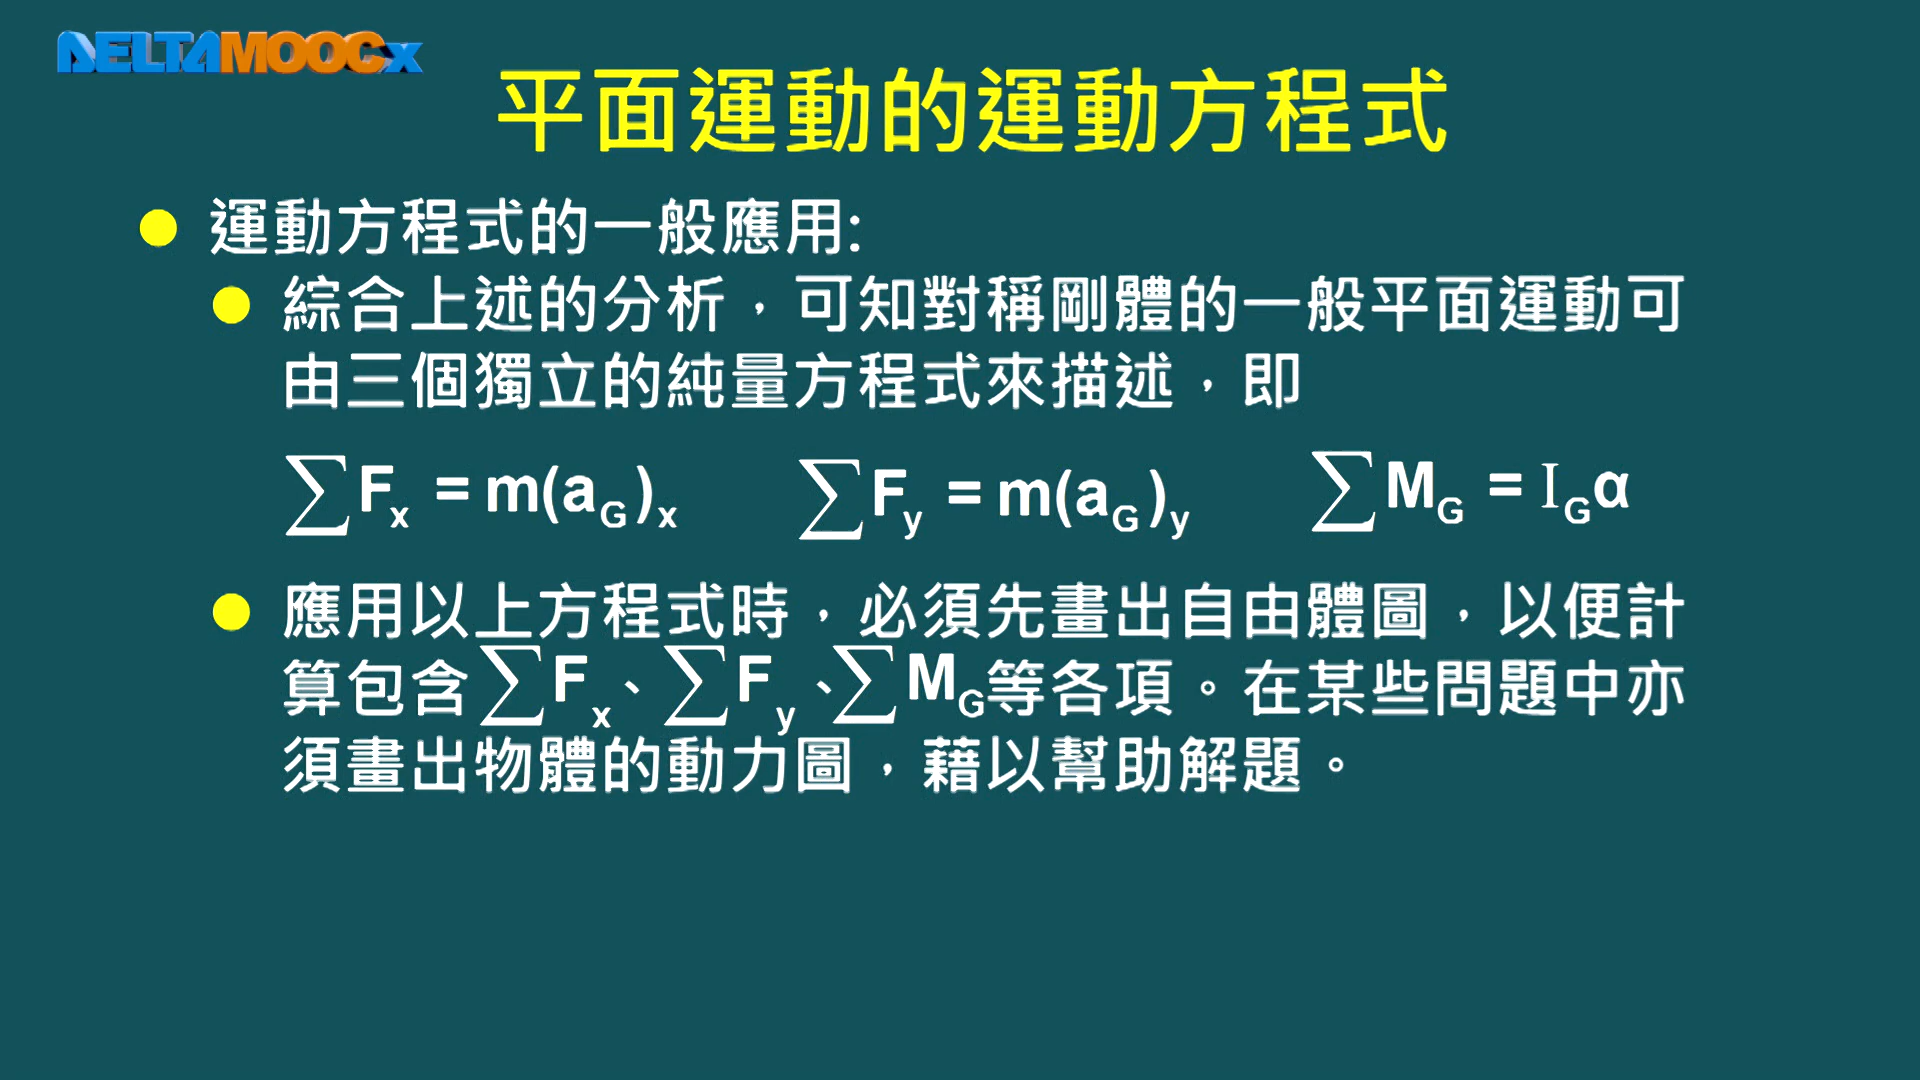 DELTAMOOCx
平面運動的運動方程式
運動方程式的一般應用:
綜合上述的分析，可知對稱剛體的一般平面運動可
由三個獨立的純量方程式來描述，即
∑Fx = m(aG)x ∑Fy = m(aG)y ∑MG = IGα
應用以上方程式時，必須先畫出自由體圖，以便計
算包含∑Fx、∑Fy、∑MG等各項。在某些問題中亦
須畫出物體的動力圖，藉以幫助解題。